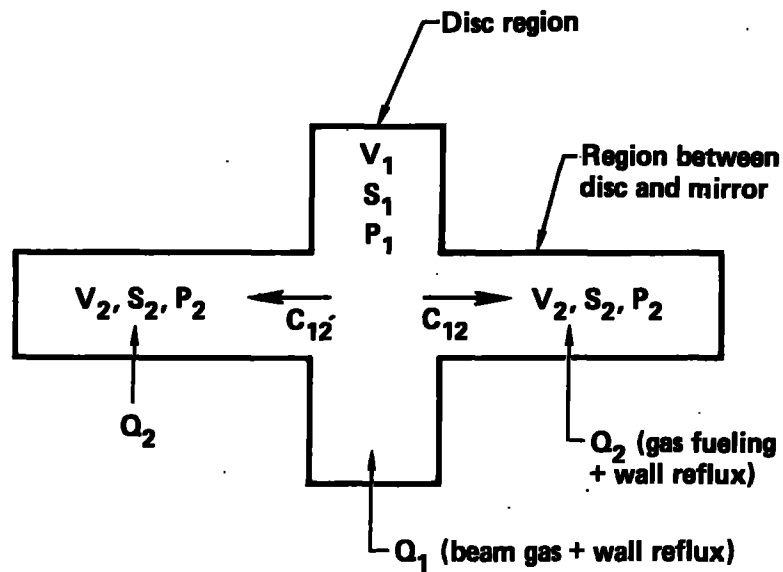 Disc region
V₁
S₁
P₁
Region between
disc and mirror
V₂, S₂, P₂
C₁₂
C₁₂
V₂, S₂, P₂
Q₂
Q₂ (gas fueling
+ wall reflux)
Q₁ (beam gas + wall reflux)